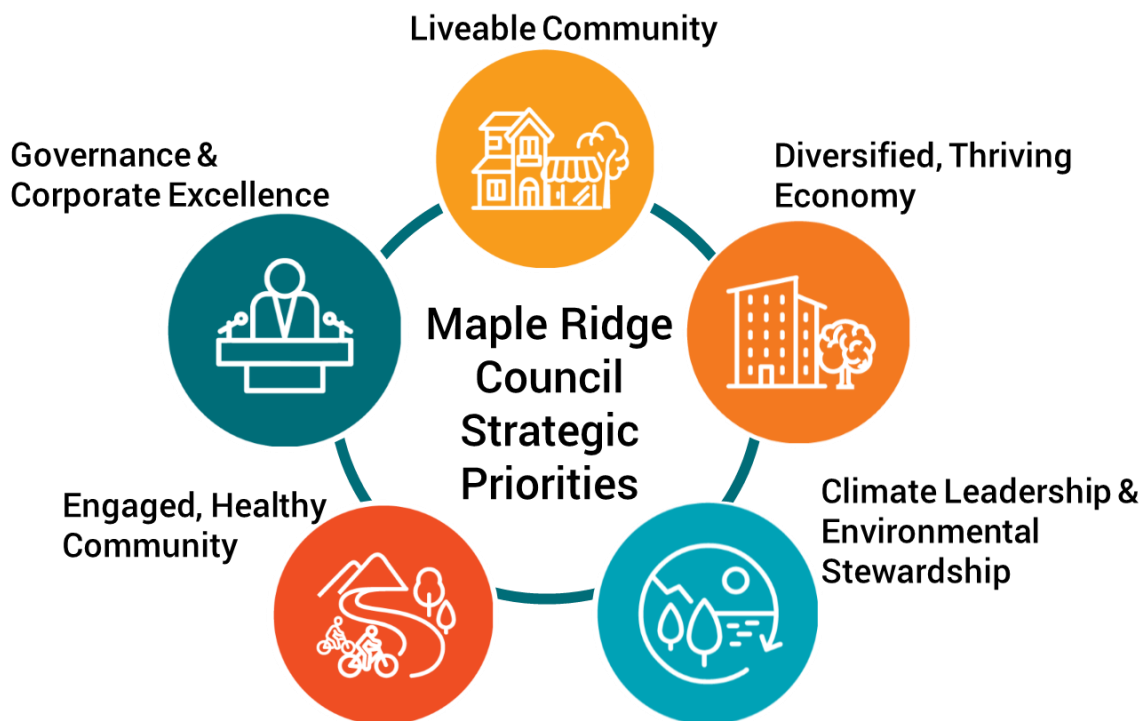 Liveable Community
Governance &
Corporate Excellence
Diversified, Thriving
Economy
Maple Ridge
Council
Strategic
Priorities
Engaged, Healthy
Community
Climate Leadership &
Environmental
Stewardship